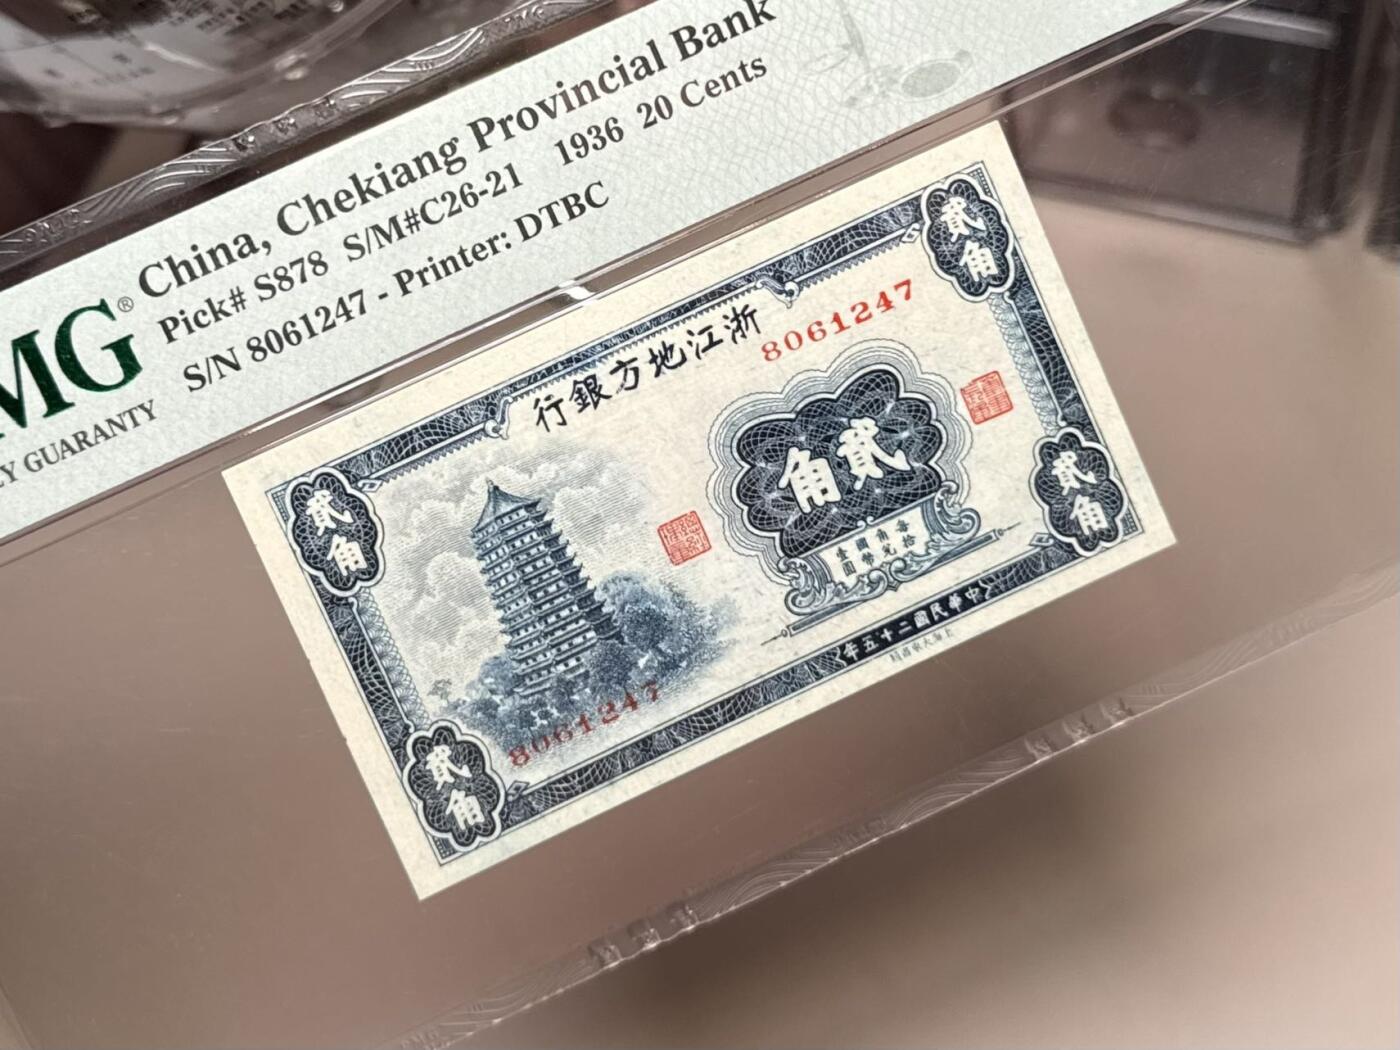 China, Chekiang Provincial Bank
Pick# S878 S/M#C26-21 1936 20 Cents
S/N 8061247 - Printer: DTBC
MG®
Y GUARANTY
行銀方地江浙
8061247
貳角
貳角
角貳
每拾
角兌
國幣
壹圓
貳角
貳角
8061247
年五十二國民華中